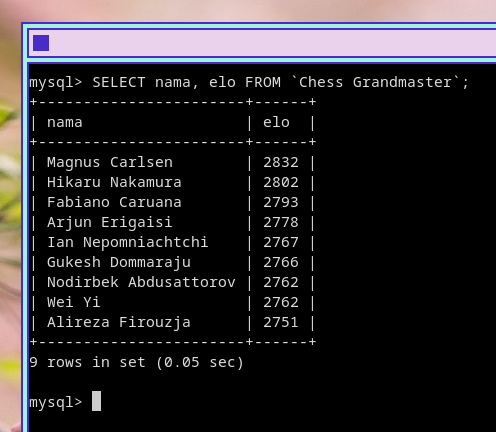 mysql> SELECT nama, elo FROM `Chess Grandmaster`;
+-----------------------+------+
| nama                  | elo  |
+-----------------------+------+
| Magnus Carlsen        | 2832 |
| Hikaru Nakamura       | 2802 |
| Fabiano Caruana       | 2793 |
| Arjun Erigaisi        | 2778 |
| Ian Nepomniachtchi    | 2767 |
| Gukesh Dommaraju      | 2766 |
| Nodirbek Abdusattorov | 2762 |
| Wei Yi                | 2762 |
| Alireza Firouzja      | 2751 |
+-----------------------+------+
9 rows in set (0.05 sec)
mysql>